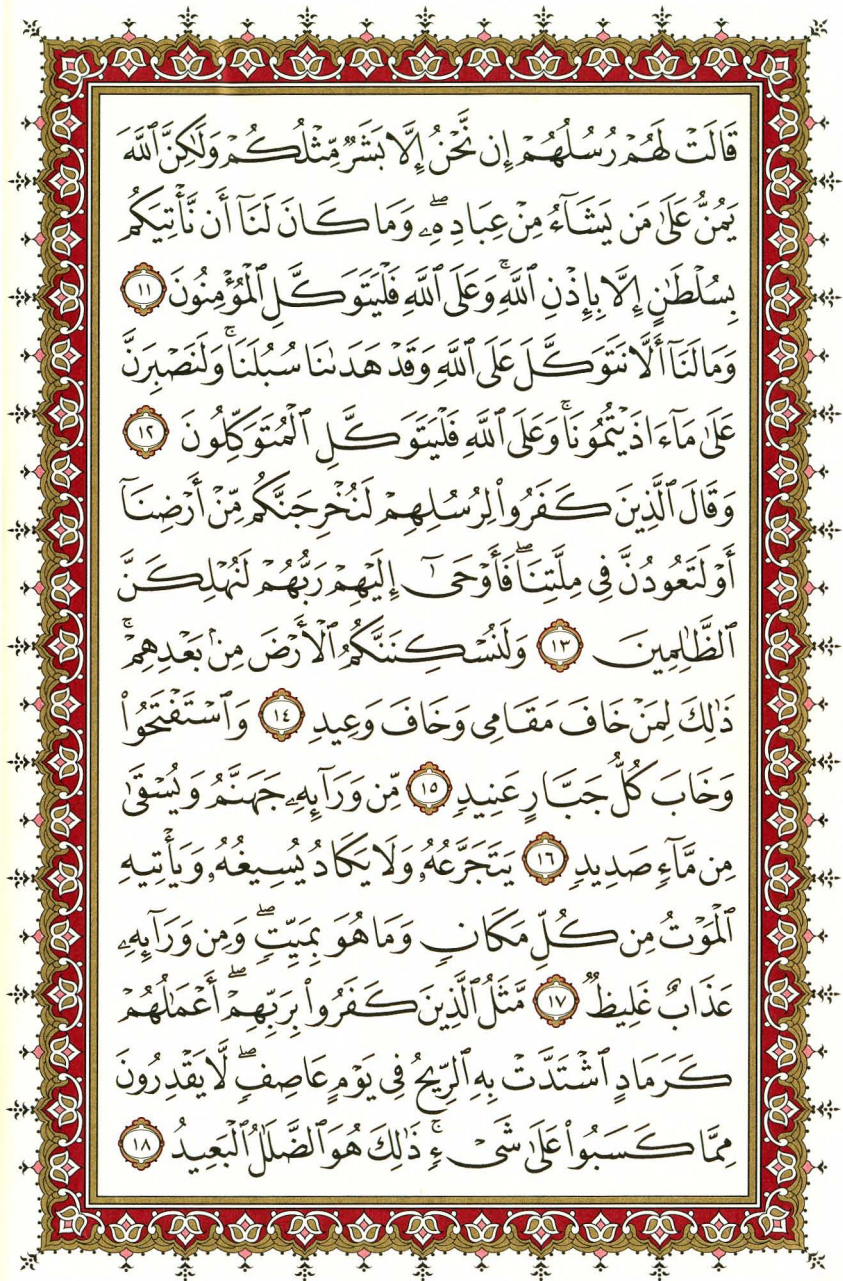 قَالَتْ لَهُمْ رُسُلُهُمْ إِن نَّحْنُ إِلَّا بَشَرٌ مِّثْلُكُمْ وَلَٰكِنَّ ٱللَّهَ
يَمُنُّ عَلَىٰ مَن يَشَآءُ مِنْ عِبَادِهِۦۖ وَمَا كَانَ لَنَآ أَن نَّأْتِيَكُم
بِسُلْطَٰنٍ إِلَّا بِإِذْنِ ٱللَّهِۚ وَعَلَى ٱللَّهِ فَلْيَتَوَكَّلِ ٱلْمُؤْمِنُونَ ١١
وَمَا لَنَآ أَلَّا نَتَوَكَّلَ عَلَى ٱللَّهِ وَقَدْ هَدَىٰنَا سُبُلَنَاۚ وَلَنَصْبِرَنَّ
عَلَىٰ مَآ ءَاذَيْتُمُونَاۚ وَعَلَى ٱللَّهِ فَلْيَتَوَكَّلِ ٱلْمُتَوَكِّلُونَ ١٢
وَقَالَ ٱلَّذِينَ كَفَرُوا۟ لِرُسُلِهِمْ لَنُخْرِجَنَّكُم مِّنْ أَرْضِنَآ
أَوْ لَتَعُودُنَّ فِى مِلَّتِنَاۖ فَأَوْحَىٰٓ إِلَيْهِمْ رَبُّهُمْ لَنُهْلِكَنَّ
ٱلظَّٰلِمِينَ ١٣ وَلَنُسْكِنَنَّكُمُ ٱلْأَرْضَ مِنۢ بَعْدِهِمْۚ
ذَٰلِكَ لِمَنْ خَافَ مَقَامِى وَخَافَ وَعِيدِ ١٤ وَٱسْتَفْتَحُوا۟
وَخَابَ كُلُّ جَبَّارٍ عَنِيدٍ ١٥ مِّن وَرَآئِهِۦ جَهَنَّمُ وَيُسْقَىٰ
مِن مَّآءٍ صَدِيدٍ ١٦ يَتَجَرَّعُهُۥ وَلَا يَكَادُ يُسِيغُهُۥ وَيَأْتِيهِ
ٱلْمَوْتُ مِن كُلِّ مَكَانٍ وَمَا هُوَ بِمَيِّتٍۖ وَمِن وَرَآئِهِۦ
عَذَابٌ غَلِيظٌ ١٧ مَّثَلُ ٱلَّذِينَ كَفَرُوا۟ بِرَبِّهِمْۖ أَعْمَٰلُهُمْ
كَرَمَادٍ ٱشْتَدَّتْ بِهِ ٱلرِّيحُ فِى يَوْمٍ عَاصِفٍۖ لَّا يَقْدِرُونَ
مِمَّا كَسَبُوا۟ عَلَىٰ شَىْءٍۚ ذَٰلِكَ هُوَ ٱلضَّلَٰلُ ٱلْبَعِيدُ ١٨